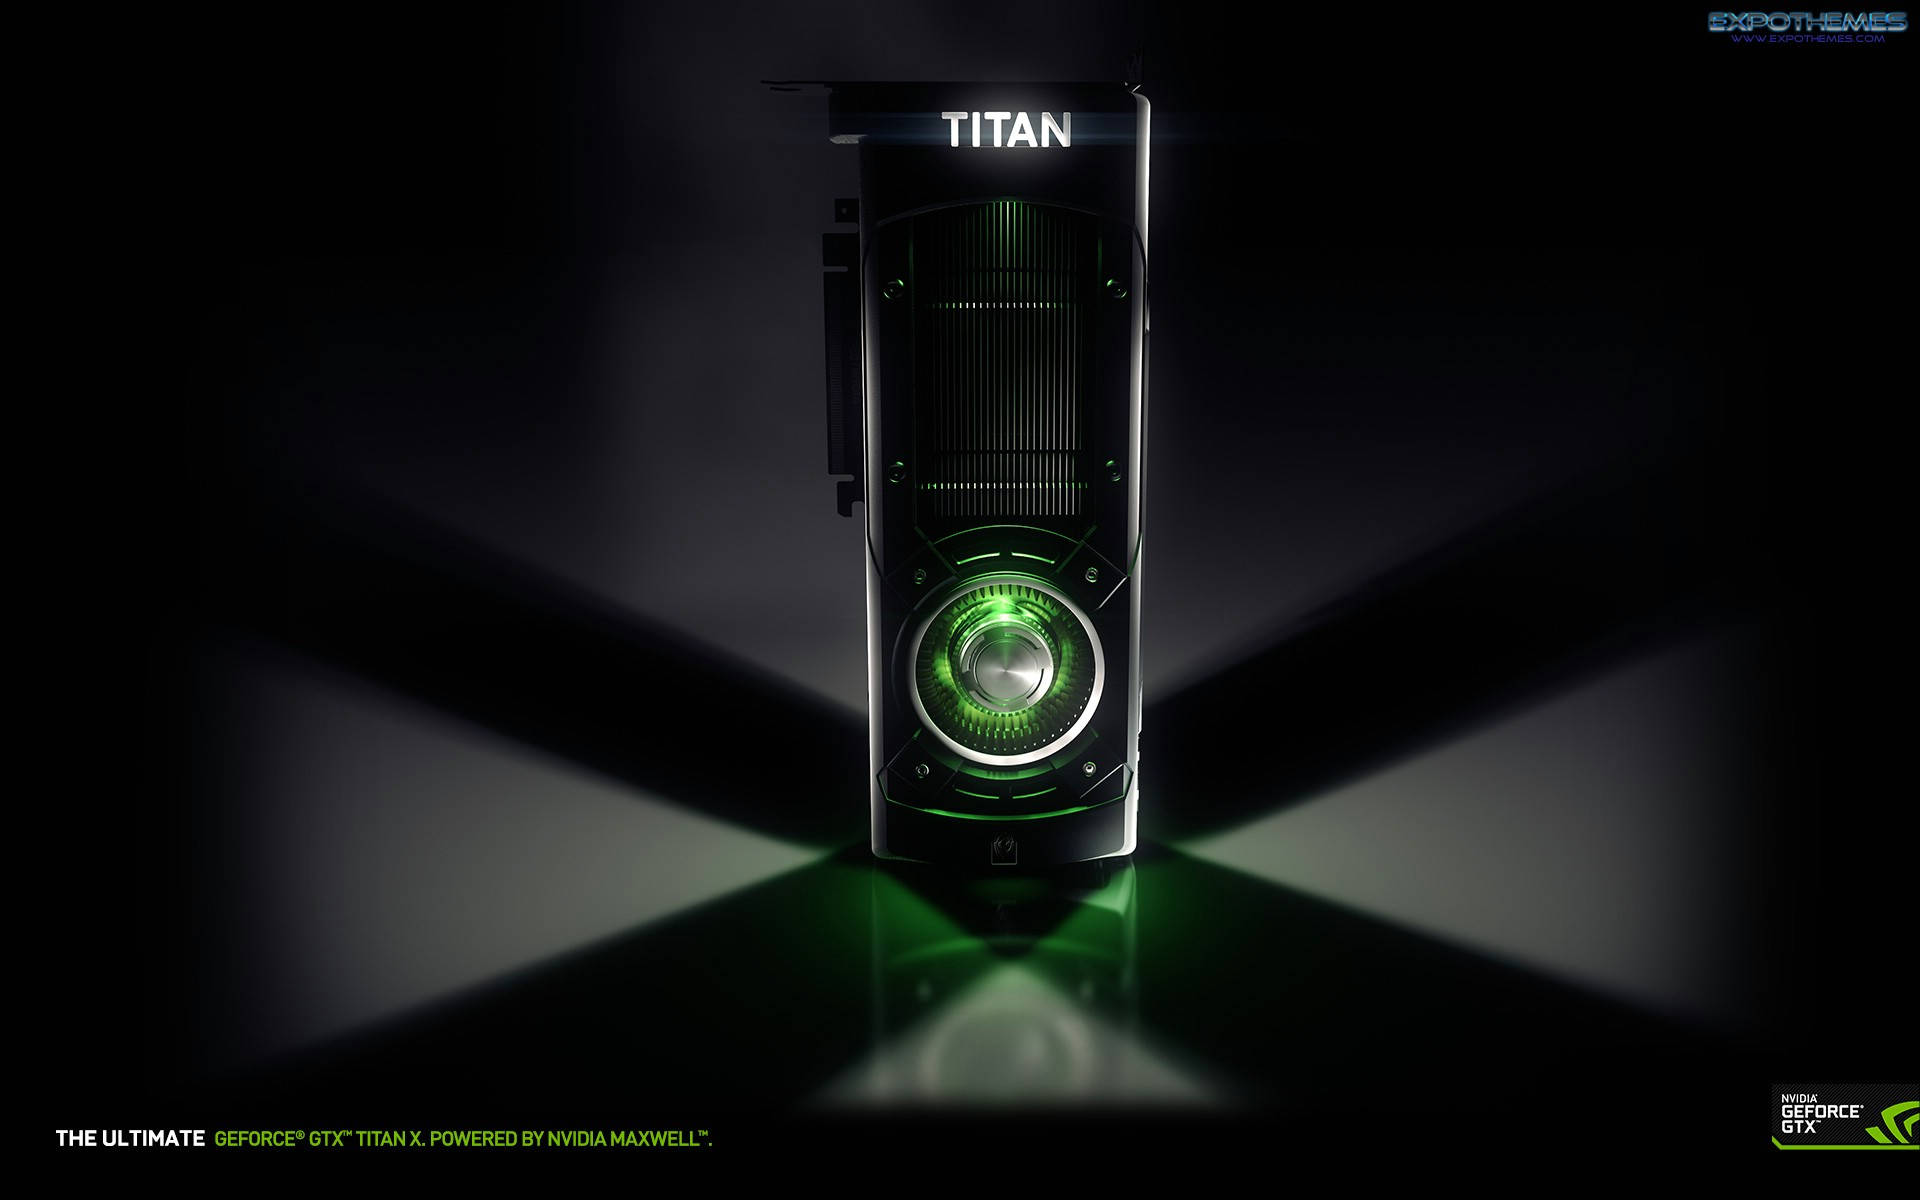 EXPOTHEMES
WWW.EXPOTHEMES.COM
TITAN
THE ULTIMATE GEFORCE® GTX™ TITAN X. POWERED BY NVIDIA MAXWELL™.
NVIDIA®
GEFORCE®
GTX™